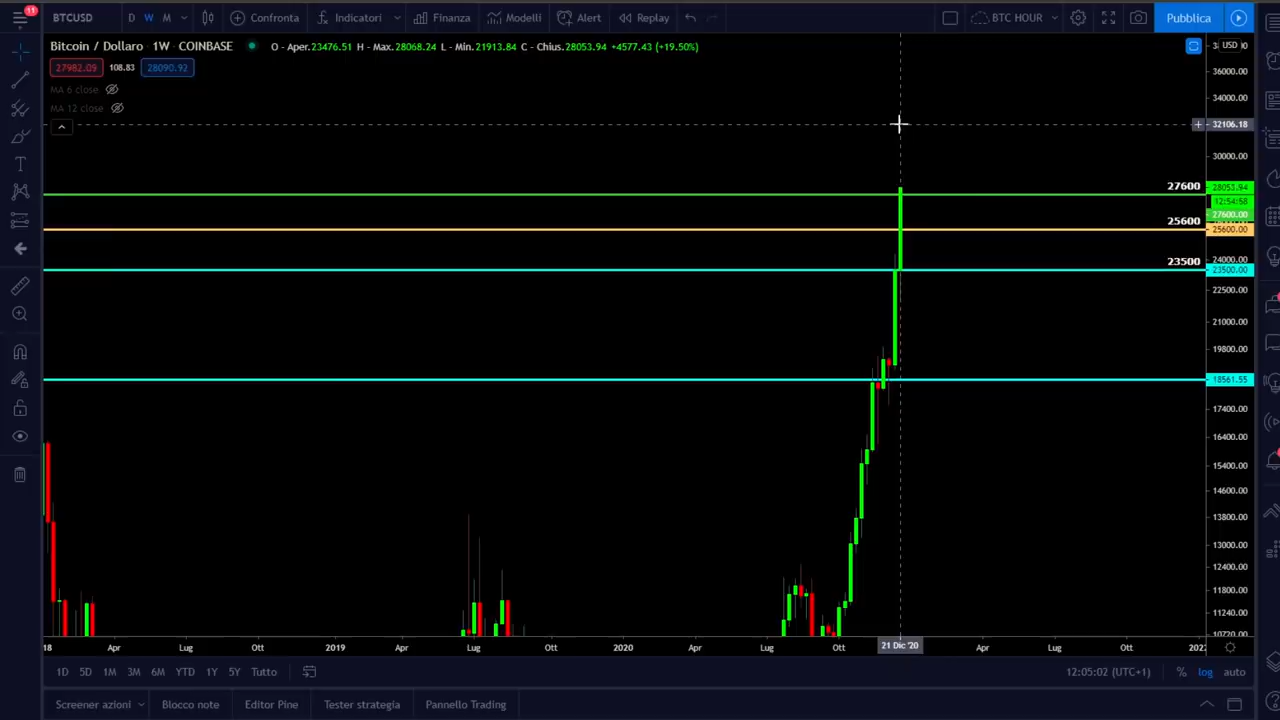 11
BTCUSD D W M Confronta Indicatori Finanza Modelli Alert Replay BTC HOUR Pubblica
Bitcoin / Dollaro · 1W · COINBASE O - Aper.23476.51 H - Max.28068.24 L - Min.21913.84 C - Chius.28053.94 +4577.43 (+19.50%)
USD
27982.09 108.83 28090.92
36000.00
MA 6 close
34000.00
MA 12 close
32106.18
30000.00
27600 28053.94
12:54:58
27600.00
25600 25600.00
24000.00
23500 23500.00
22500.00
21000.00
19800.00
18561.55
17400.00
16400.00
15400.00
14600.00
13800.00
13000.00
12400.00
11800.00
11240.00
10720.00
18 Apr Lug Ott 2019 Apr Lug Ott 2020 Apr Lug Ott 21 Dic '20 Apr Lug Ott 2022
1D 5D 1M 3M 6M YTD 1Y 5Y Tutto 12:05:02 (UTC+1) % log auto
Screener azioni Blocco note Editor Pine Tester strategia Pannello Trading